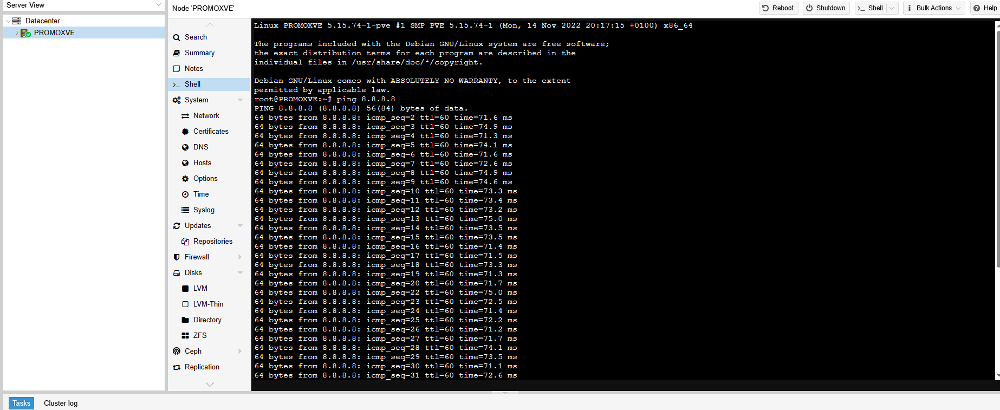 Server View
Datacenter
PROMOXVE
Node 'PROMOXVE'
Reboot
Shutdown
>_ Shell
Bulk Actions
Help
Search
Summary
Notes
>_ Shell
System
Network
Certificates
DNS
Hosts
Options
Time
Syslog
Updates
Repositories
Firewall
Disks
LVM
LVM-Thin
Directory
ZFS
Ceph
Replication
Linux PROMOXVE 5.15.74-1-pve #1 SMP PVE 5.15.74-1 (Mon, 14 Nov 2022 20:17:15 +0100) x86_64
The programs included with the Debian GNU/Linux system are free software;
the exact distribution terms for each program are described in the
individual files in /usr/share/doc/*/copyright.
Debian GNU/Linux comes with ABSOLUTELY NO WARRANTY, to the extent
permitted by applicable law.
root@PROMOXVE:~# ping 8.8.8.8
PING 8.8.8.8 (8.8.8.8) 56(84) bytes of data.
64 bytes from 8.8.8.8: icmp_seq=2 ttl=60 time=71.6 ms
64 bytes from 8.8.8.8: icmp_seq=3 ttl=60 time=74.9 ms
64 bytes from 8.8.8.8: icmp_seq=4 ttl=60 time=71.3 ms
64 bytes from 8.8.8.8: icmp_seq=5 ttl=60 time=74.1 ms
64 bytes from 8.8.8.8: icmp_seq=6 ttl=60 time=71.6 ms
64 bytes from 8.8.8.8: icmp_seq=7 ttl=60 time=72.6 ms
64 bytes from 8.8.8.8: icmp_seq=8 ttl=60 time=74.9 ms
64 bytes from 8.8.8.8: icmp_seq=9 ttl=60 time=74.6 ms
64 bytes from 8.8.8.8: icmp_seq=10 ttl=60 time=73.3 ms
64 bytes from 8.8.8.8: icmp_seq=11 ttl=60 time=73.4 ms
64 bytes from 8.8.8.8: icmp_seq=12 ttl=60 time=73.2 ms
64 bytes from 8.8.8.8: icmp_seq=13 ttl=60 time=75.0 ms
64 bytes from 8.8.8.8: icmp_seq=14 ttl=60 time=73.5 ms
64 bytes from 8.8.8.8: icmp_seq=15 ttl=60 time=73.5 ms
64 bytes from 8.8.8.8: icmp_seq=16 ttl=60 time=71.4 ms
64 bytes from 8.8.8.8: icmp_seq=17 ttl=60 time=71.5 ms
64 bytes from 8.8.8.8: icmp_seq=18 ttl=60 time=73.3 ms
64 bytes from 8.8.8.8: icmp_seq=19 ttl=60 time=71.3 ms
64 bytes from 8.8.8.8: icmp_seq=20 ttl=60 time=71.7 ms
64 bytes from 8.8.8.8: icmp_seq=22 ttl=60 time=75.0 ms
64 bytes from 8.8.8.8: icmp_seq=23 ttl=60 time=72.5 ms
64 bytes from 8.8.8.8: icmp_seq=24 ttl=60 time=71.4 ms
64 bytes from 8.8.8.8: icmp_seq=25 ttl=60 time=72.2 ms
64 bytes from 8.8.8.8: icmp_seq=26 ttl=60 time=71.2 ms
64 bytes from 8.8.8.8: icmp_seq=27 ttl=60 time=71.7 ms
64 bytes from 8.8.8.8: icmp_seq=28 ttl=60 time=74.1 ms
64 bytes from 8.8.8.8: icmp_seq=29 ttl=60 time=73.5 ms
64 bytes from 8.8.8.8: icmp_seq=30 ttl=60 time=71.1 ms
64 bytes from 8.8.8.8: icmp_seq=31 ttl=60 time=72.6 ms
Tasks
Cluster log